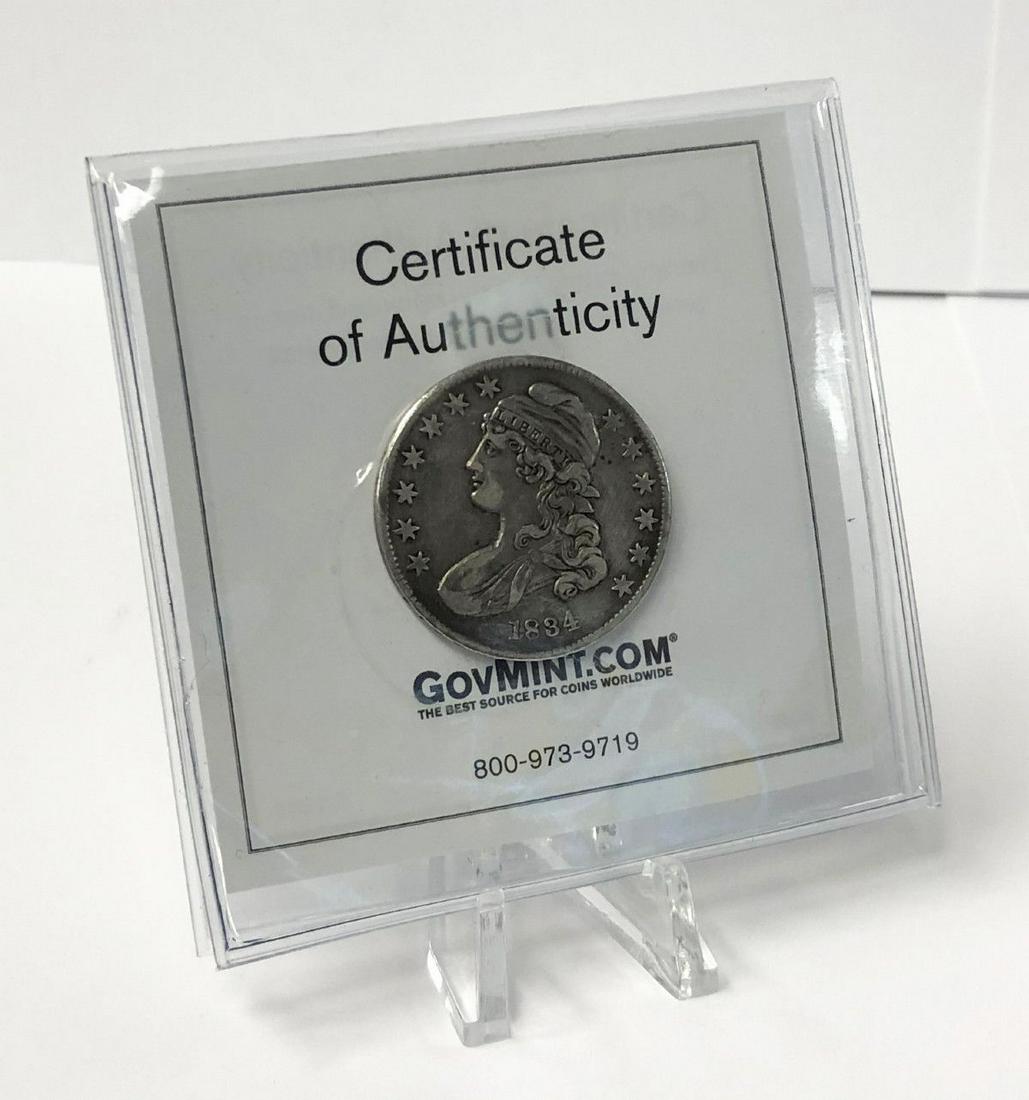 Certificate
of Authenticity
LIBERTY
1834
GOVMINT.COM®
THE BEST SOURCE FOR COINS WORLDWIDE
800-973-9719